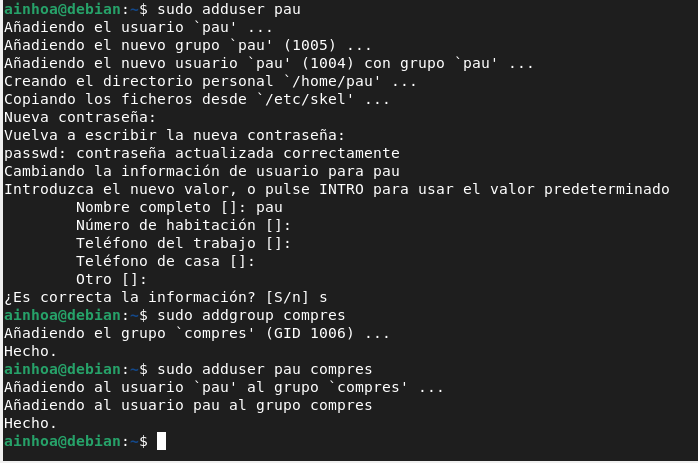 ainhoa@debian:~$ sudo adduser pau
Añadiendo el usuario `pau' ...
Añadiendo el nuevo grupo `pau' (1005) ...
Añadiendo el nuevo usuario `pau' (1004) con grupo `pau' ...
Creando el directorio personal `/home/pau' ...
Copiando los ficheros desde `/etc/skel' ...
Nueva contraseña:
Vuelva a escribir la nueva contraseña:
passwd: contraseña actualizada correctamente
Cambiando la información de usuario para pau
Introduzca el nuevo valor, o pulse INTRO para usar el valor predeterminado
        Nombre completo []: pau
        Número de habitación []:
        Teléfono del trabajo []:
        Teléfono de casa []:
        Otro []:
¿Es correcta la información? [S/n] s
ainhoa@debian:~$ sudo addgroup compres
Añadiendo el grupo `compres' (GID 1006) ...
Hecho.
ainhoa@debian:~$ sudo adduser pau compres
Añadiendo al usuario `pau' al grupo `compres' ...
Añadiendo al usuario pau al grupo compres
Hecho.
ainhoa@debian:~$